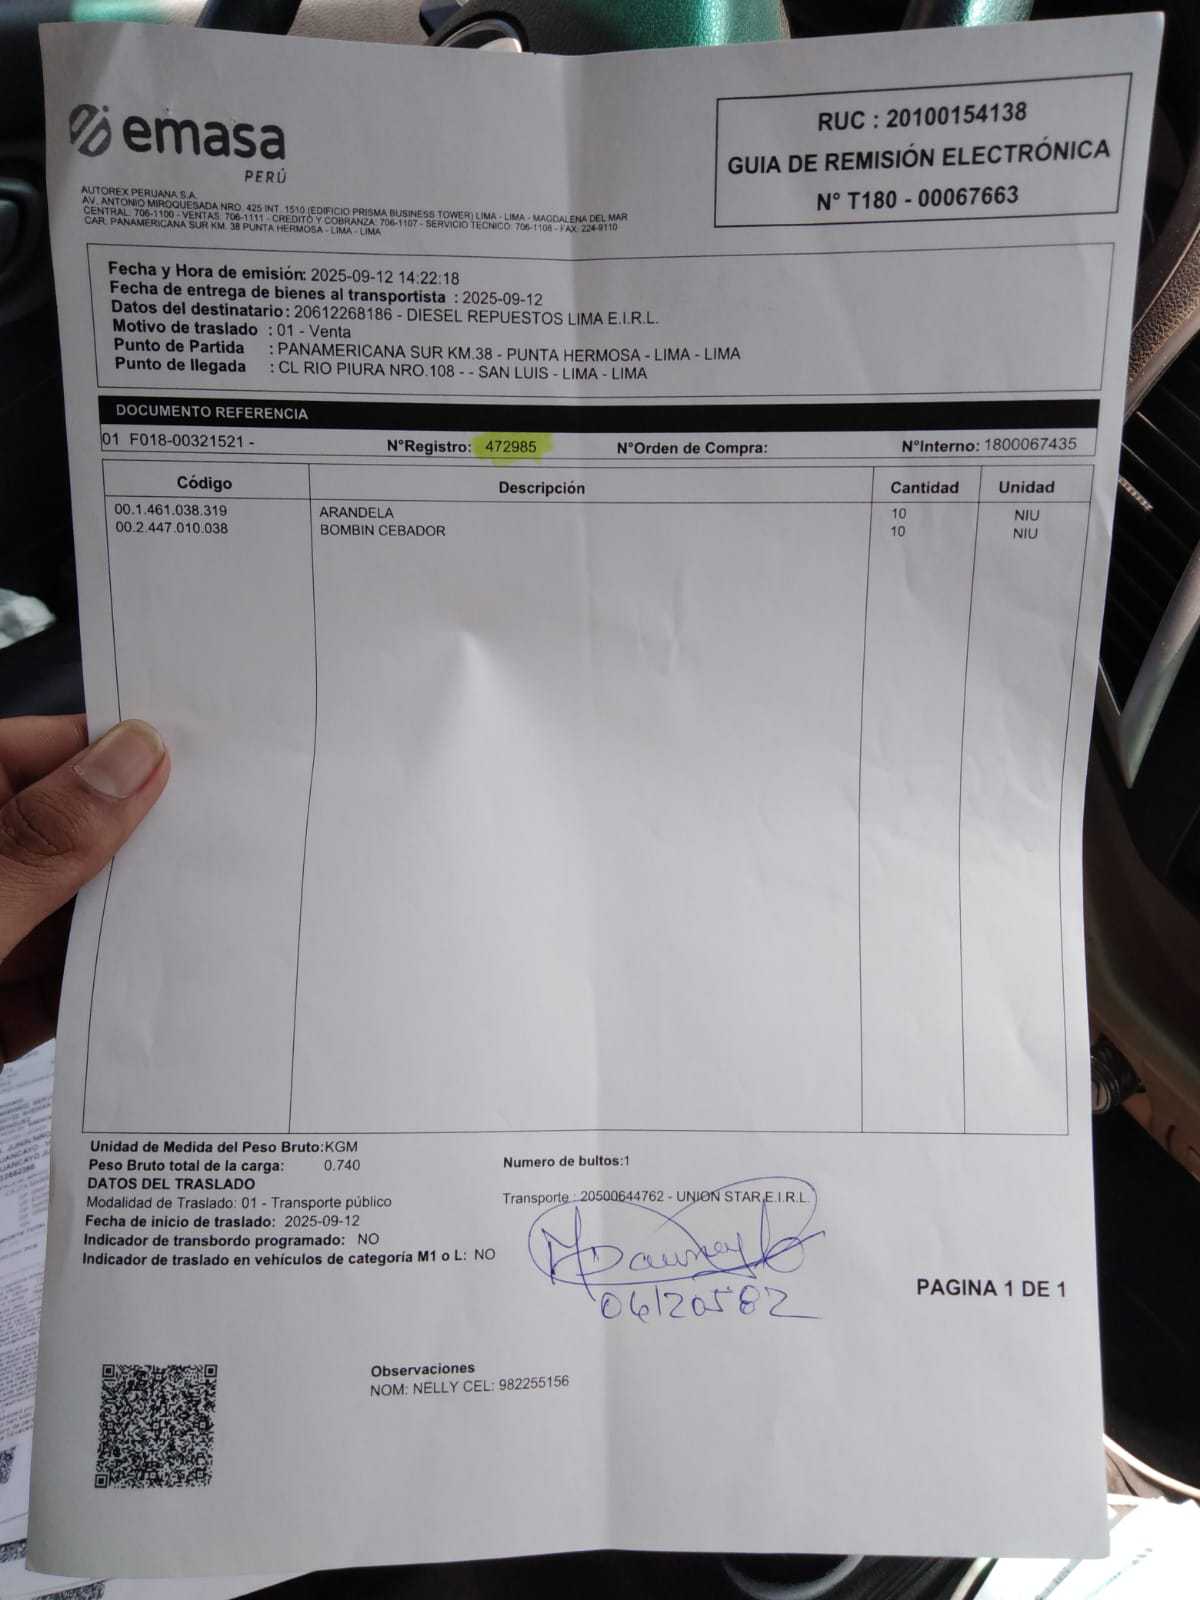 emasa
PERÚ
AUTOREX PERUANA S.A.
AV. ANTONIO MIROQUESADA NRO. 425 INT. 1510 (EDIFICIO PRISMA BUSINESS TOWER) LIMA - LIMA - MAGDALENA DEL MAR
CENTRAL: 706-1100 - VENTAS: 706-1111 - CREDITO Y COBRANZA: 706-1107 - SERVICIO TECNICO: 706-1108 - FAX: 224-9110
CAR. PANAMERICANA SUR KM. 38 PUNTA HERMOSA - LIMA - LIMA
RUC : 20100154138
GUIA DE REMISIÓN ELECTRÓNICA
N° T180 - 00067663
Fecha y Hora de emisión: 2025-09-12 14:22:18
Fecha de entrega de bienes al transportista : 2025-09-12
Datos del destinatario : 20612268186 - DIESEL REPUESTOS LIMA E.I.R.L.
Motivo de traslado : 01 - Venta
Punto de Partida : PANAMERICANA SUR KM.38 - PUNTA HERMOSA - LIMA - LIMA
Punto de llegada : CL RIO PIURA NRO.108 - - SAN LUIS - LIMA - LIMA
DOCUMENTO REFERENCIA
01 F018-00321521 - N°Registro: 472985 N°Orden de Compra: N°Interno: 1800067435
Código Descripción Cantidad Unidad
00.1.461.038.319 ARANDELA 10 NIU
00.2.447.010.038 BOMBIN CEBADOR 10 NIU
Unidad de Medida del Peso Bruto:KGM
Peso Bruto total de la carga: 0.740 Numero de bultos:1
DATOS DEL TRASLADO
Modalidad de Traslado: 01 - Transporte público Transporte : 20500644762 - UNION STAR E.I.R.L.
Fecha de inicio de traslado: 2025-09-12
Indicador de transbordo programado: NO
Indicador de traslado en vehículos de categoría M1 o L: NO
06120582
PAGINA 1 DE 1
Observaciones
NOM: NELLY CEL: 982255156